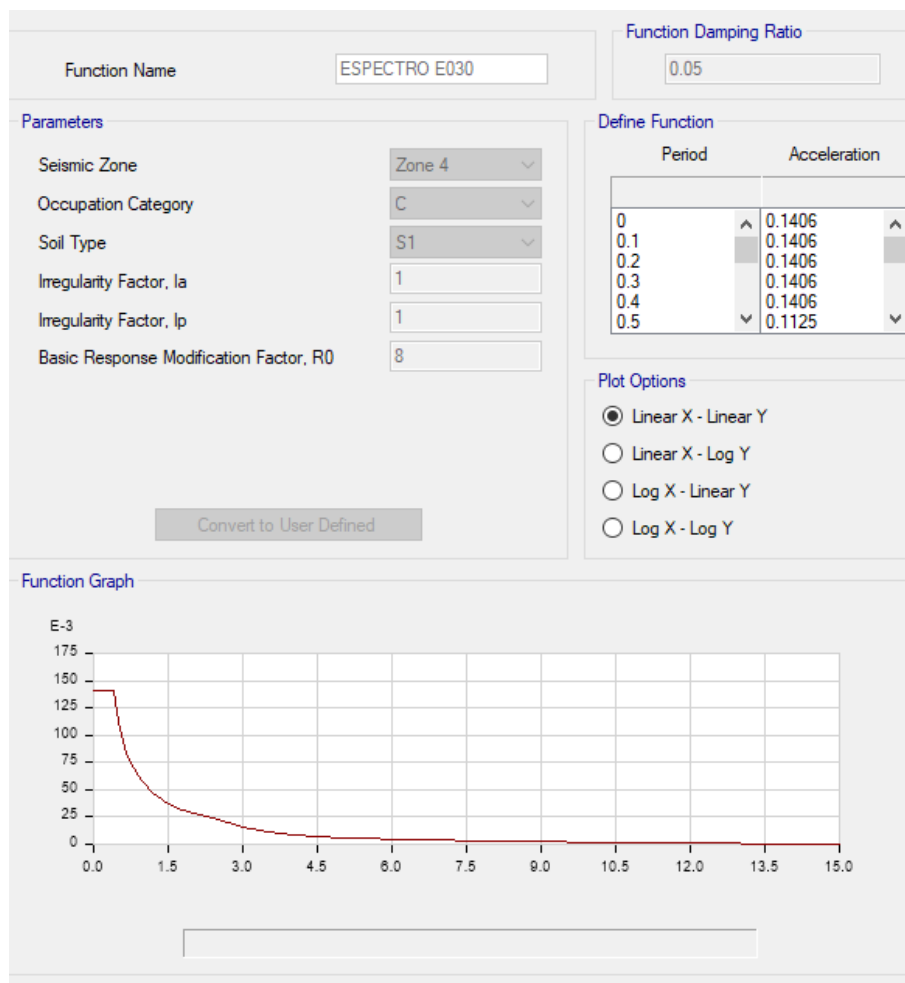 Function Damping Ratio
Function Name
ESPECTRO E030
0.05
Parameters
Seismic Zone
Zone 4
Occupation Category
C
Soil Type
S1
Irregularity Factor, Ia
1
Irregularity Factor, Ip
1
Basic Response Modification Factor, R0
8
Convert to User Defined
Define Function
Period Acceleration
0 0.1406
0.1 0.1406
0.2 0.1406
0.3 0.1406
0.4 0.1406
0.5 0.1125
Plot Options
Linear X - Linear Y
Linear X - Log Y
Log X - Linear Y
Log X - Log Y
Function Graph
E-3
175
150
125
100
75
50
25
0
0.0 1.5 3.0 4.5 6.0 7.5 9.0 10.5 12.0 13.5 15.0